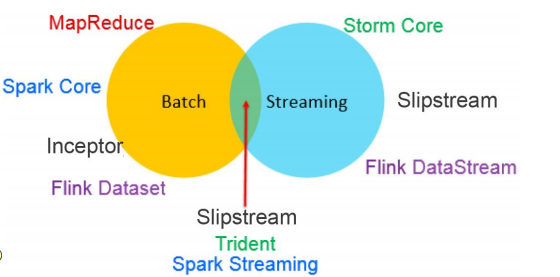 MapReduce
Storm Core
Spark Core
Batch
Streaming
Slipstream
Inceptor
Flink DataStream
Flink Dataset
Slipstream
Trident
Spark Streaming